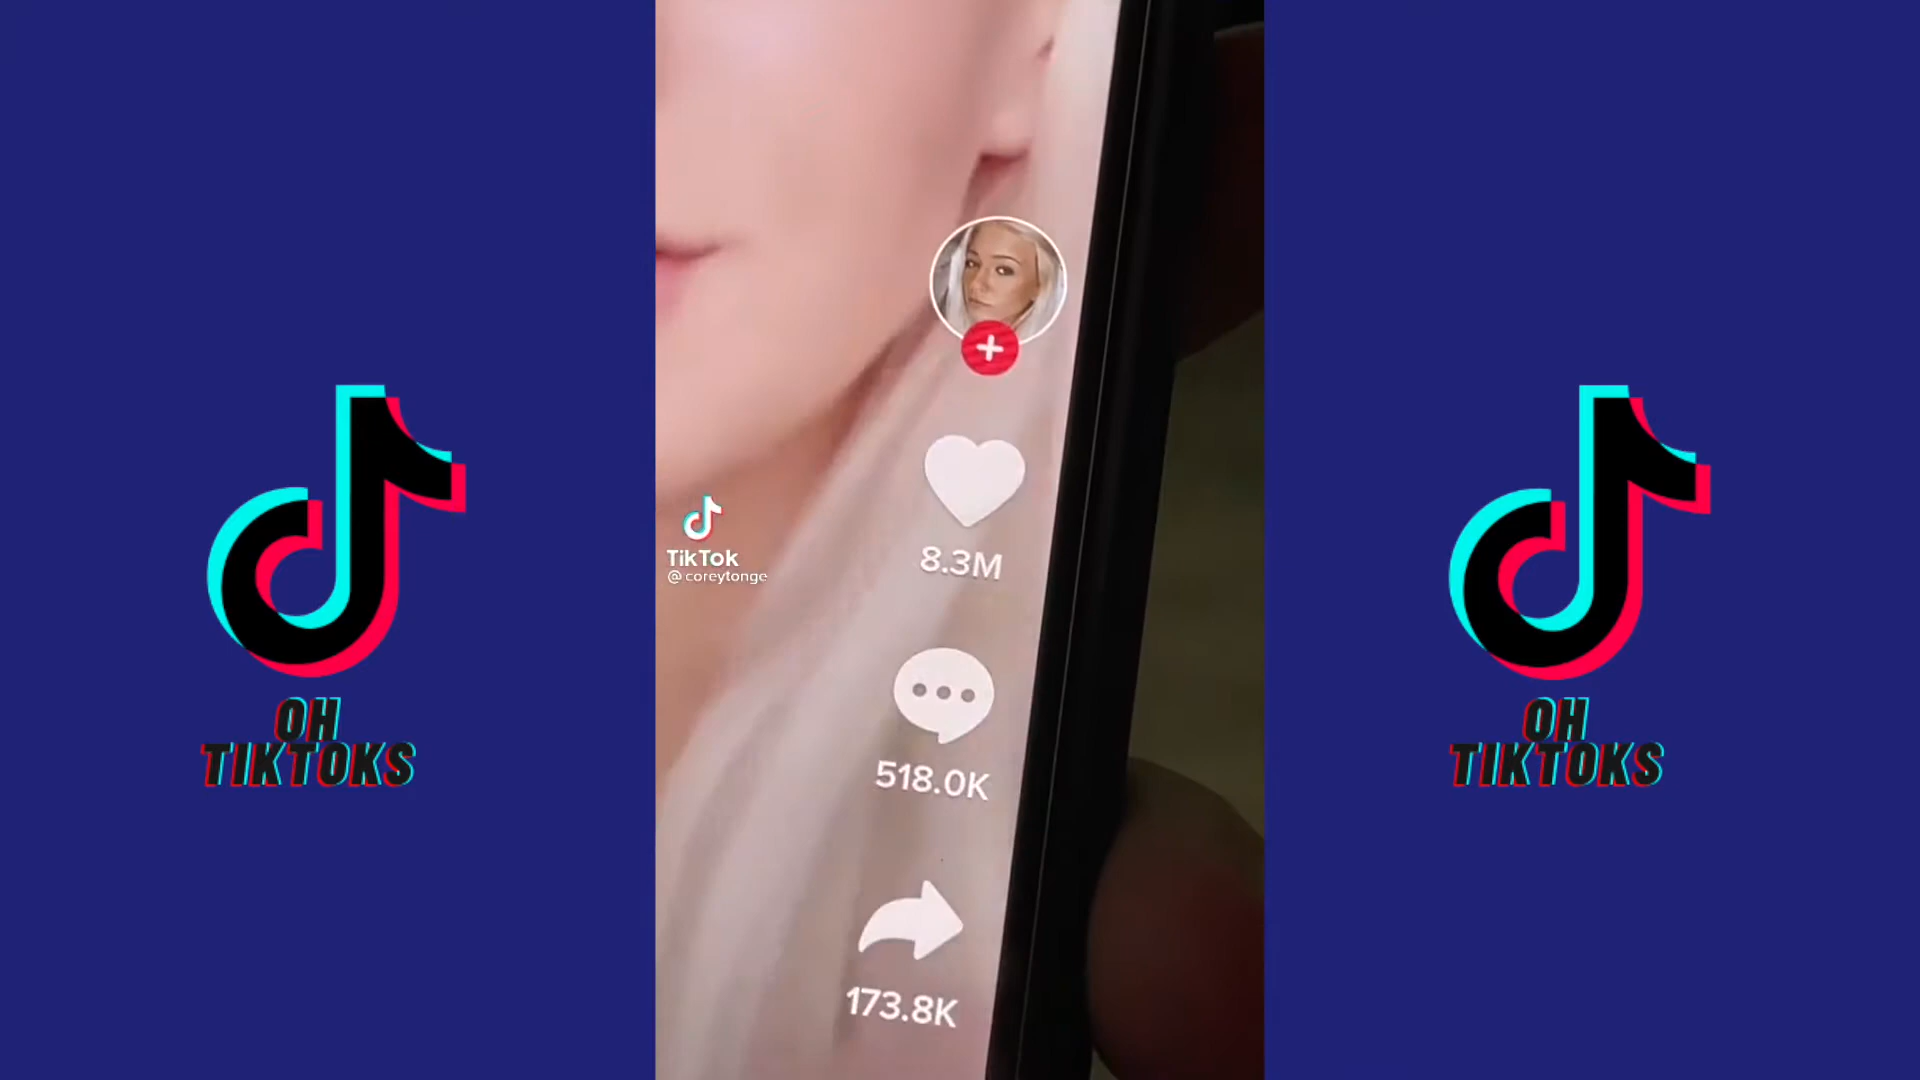 TikTok
@coreytonge
8.3M
518.0K
173.8K
OH
TIKTOKS
OH
TIKTOKS